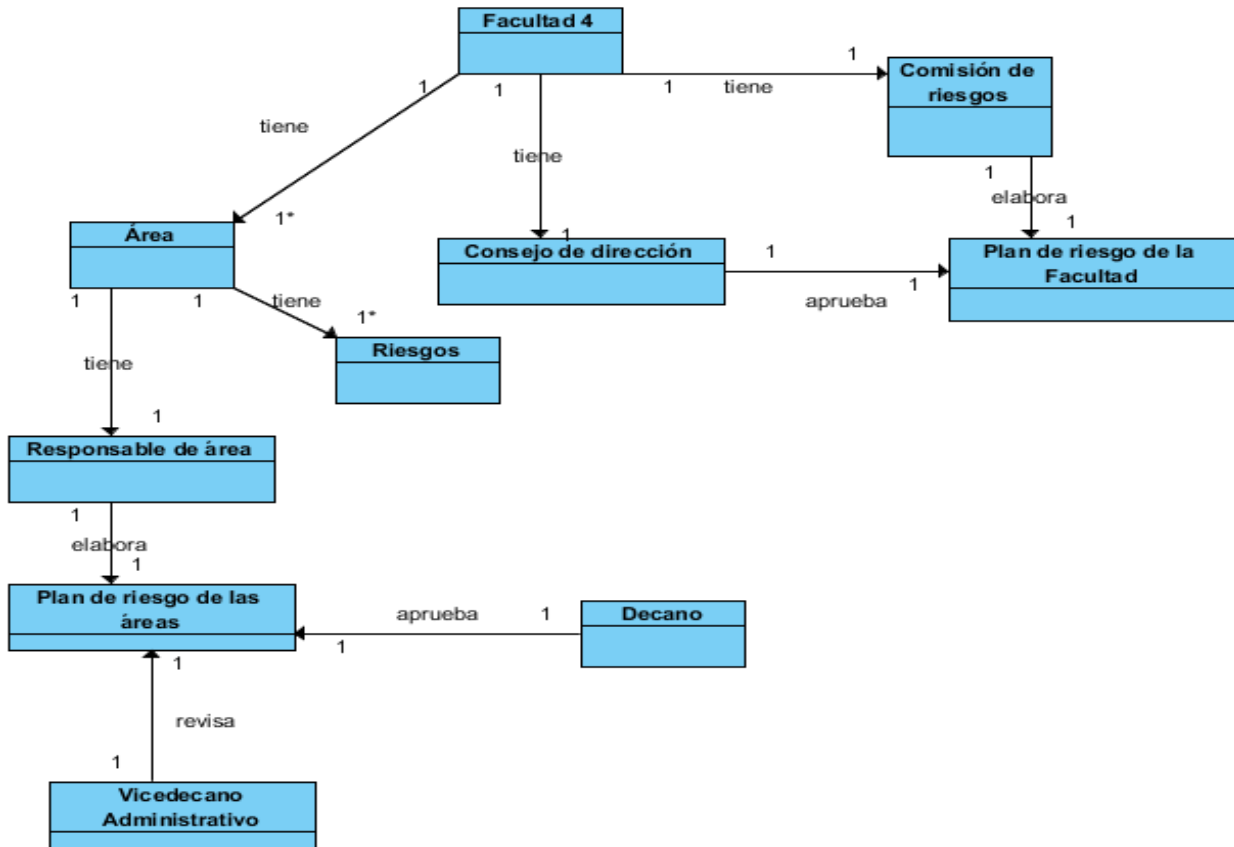 Facultad 4
1
1
1
1
tiene
Comisión de
riesgos
tiene
tiene
1
elabora
1*
1
Área
1
Consejo de dirección
1
aprueba
1
Plan de riesgo de la
Facultad
1
1
tiene
1*
Riesgos
tiene
1
Responsable de área
1
elabora
1
Plan de riesgo de las
áreas
aprueba
1
1
Decano
1
revisa
1
Vicedecano
Administrativo